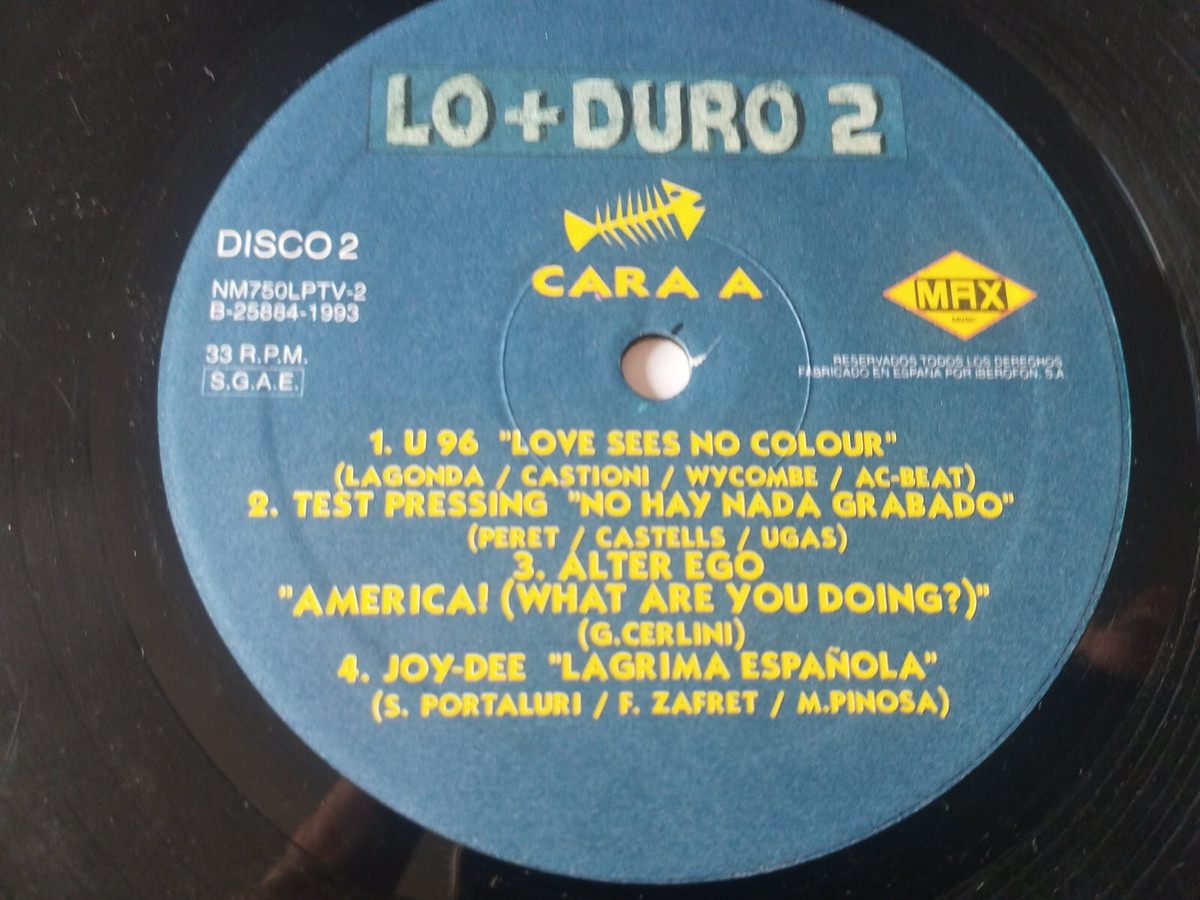 LO + DURO 2
CARA A
DISCO 2
NM750LPTV-2
B-25884-1993
33 R.P.M.
S.G.A.E.
MAX
MUSIC
RESERVADOS TODOS LOS DERECHOS
FABRICADO EN ESPAÑA POR IBEROFON, S.A.
1. U 96 "LOVE SEES NO COLOUR"
(LAGONDA / CASTIONI / WYCOMBE / AC-BEAT)
2. TEST PRESSING "NO HAY NADA GRABADO"
(PERET / CASTELLS / UGAS)
3. ALTER EGO
"AMERICA! (WHAT ARE YOU DOING?)"
(G.CERLINI)
4. JOY-DEE "LAGRIMA ESPAÑOLA"
(S. PORTALURI / F. ZAFRET / M.PINOSA)